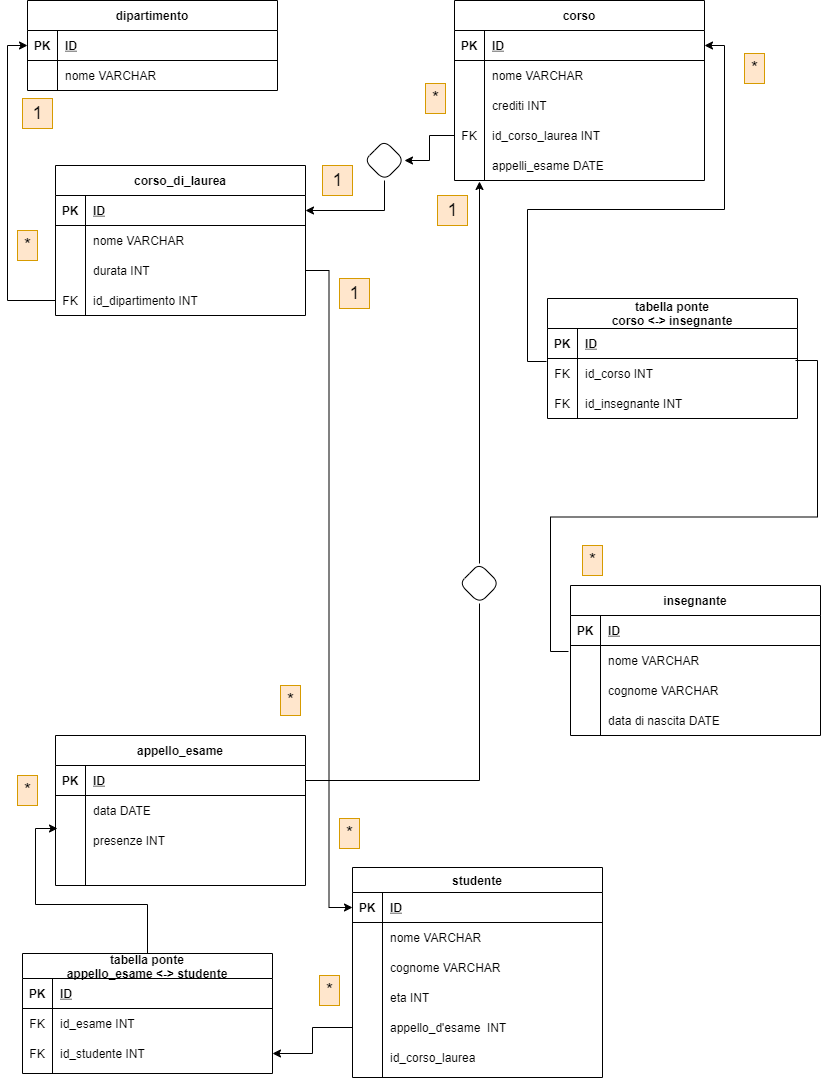 dipartimento
PK ID
nome VARCHAR
1
corso
PK ID
nome VARCHAR
crediti INT
FK id_corso_laurea INT
appelli_esame DATE
*
*
1
1
corso_di_laurea
PK ID
nome VARCHAR
durata INT
FK id_dipartimento INT
*
1
tabella ponte
corso <-> insegnante
PK ID
FK id_corso INT
FK id_insegnante INT
*
insegnante
PK ID
nome VARCHAR
cognome VARCHAR
data di nascita DATE
*
appello_esame
PK ID
data DATE
presenze INT
*
*
studente
PK ID
nome VARCHAR
cognome VARCHAR
eta INT
appello_d'esame INT
id_corso_laurea
tabella ponte
appello_esame <-> studente
PK ID
FK id_esame INT
FK id_studente INT
*